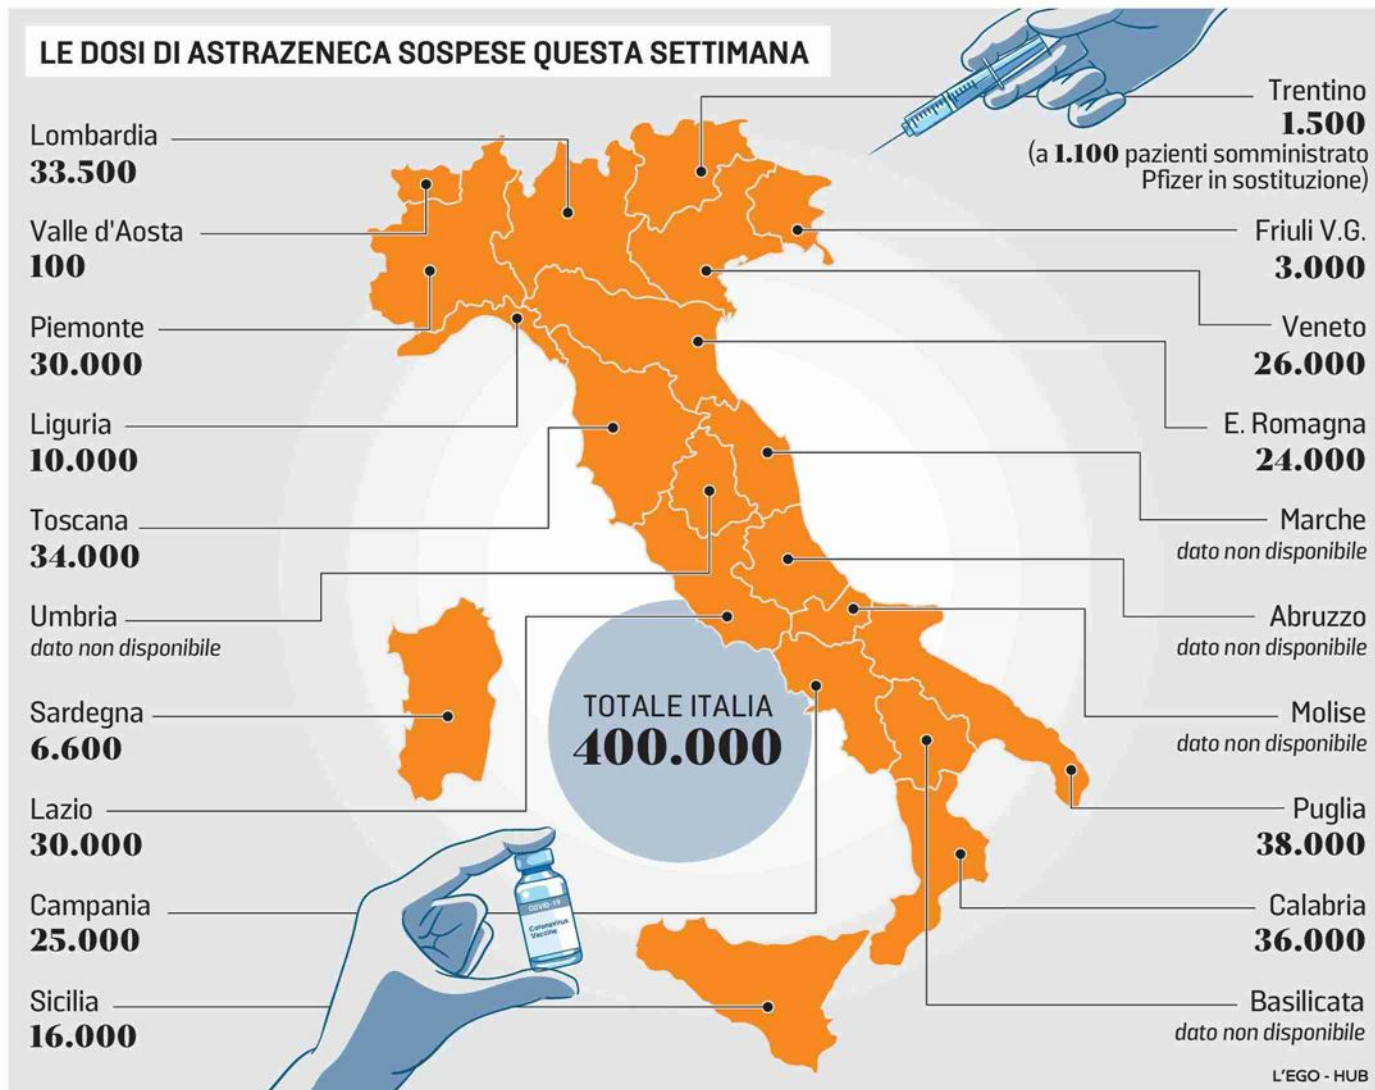 LE DOSI DI ASTRAZENECA SOSPESE QUESTA SETTIMANA
Lombardia
33.500
Valle d'Aosta
100
Piemonte
30.000
Liguria
10.000
Toscana
34.000
Umbria
dato non disponibile
Sardegna
6.600
Lazio
30.000
Campania
25.000
Sicilia
16.000
TOTALE ITALIA
400.000
COVID-19
Coronavirus
Vaccine
Trentino
1.500
(a 1.100 pazienti somministrato
Pfizer in sostituzione)
Friuli V.G.
3.000
Veneto
26.000
E. Romagna
24.000
Marche
dato non disponibile
Abruzzo
dato non disponibile
Molise
dato non disponibile
Puglia
38.000
Calabria
36.000
Basilicata
dato non disponibile
L'EGO - HUB